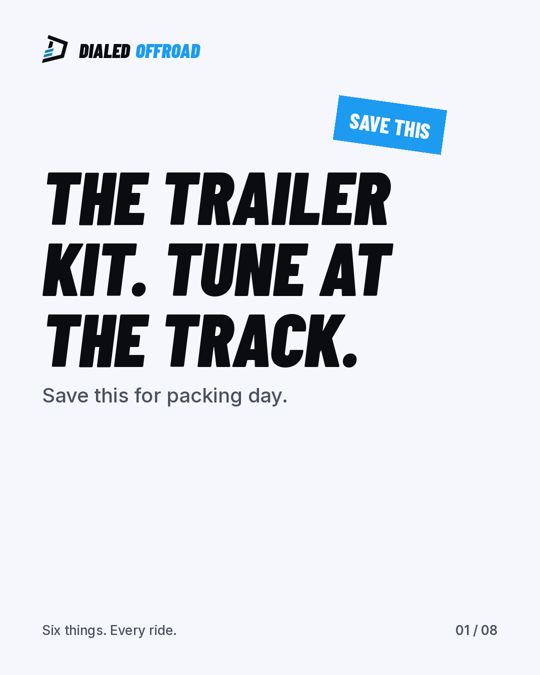 DIALED OFFROAD
SAVE THIS
THE TRAILER
KIT. TUNE AT
THE TRACK.
Save this for packing day.
Six things. Every ride.
01 / 08